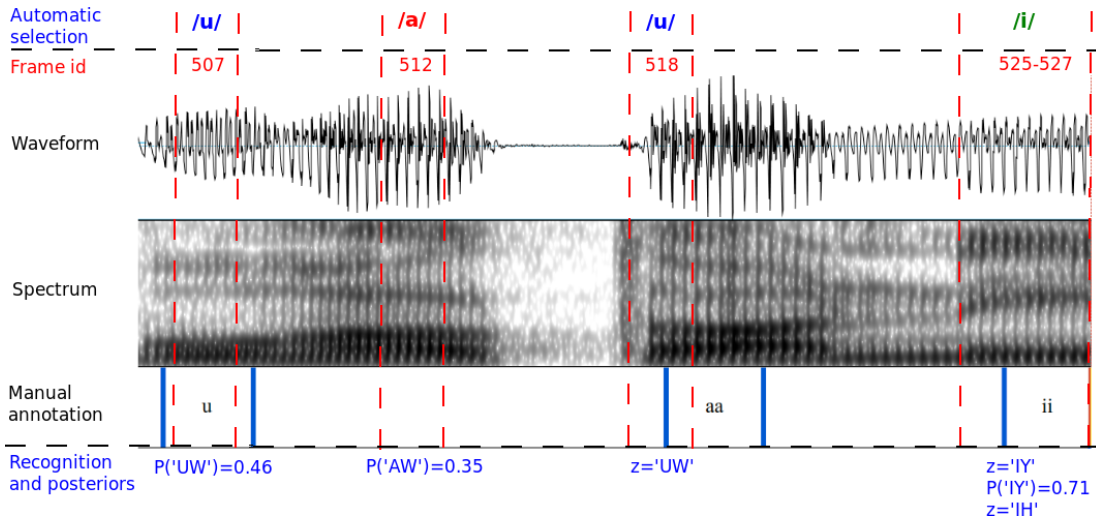 Automatic selection
/u/ /a/ /u/ /i/
Frame id 507 512 518 525-527
Waveform
Spectrum
Manual annotation
u aa ii
Recognition and posteriors
P('UW')=0.46 P('AW')=0.35 z='UW' z='IY'
P('IY')=0.71
z='IH'